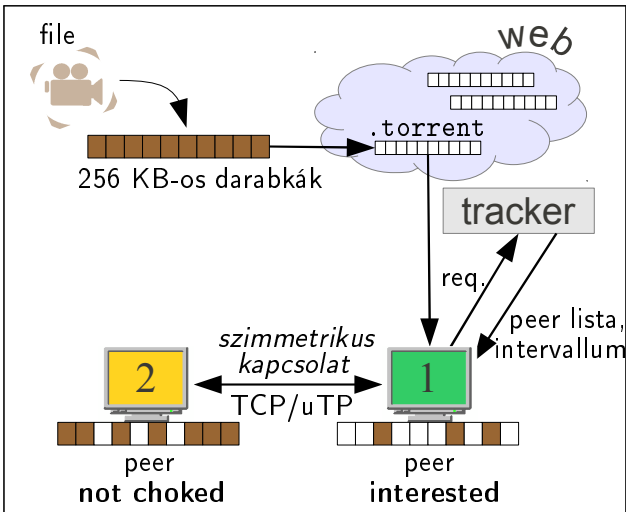 file
web
.torrent
256 KB-os darabkák
tracker
req.
peer lista,
intervallum
szimmetrikus
kapcsolat
TCP/uTP
2
1
peer
not choked
peer
interested